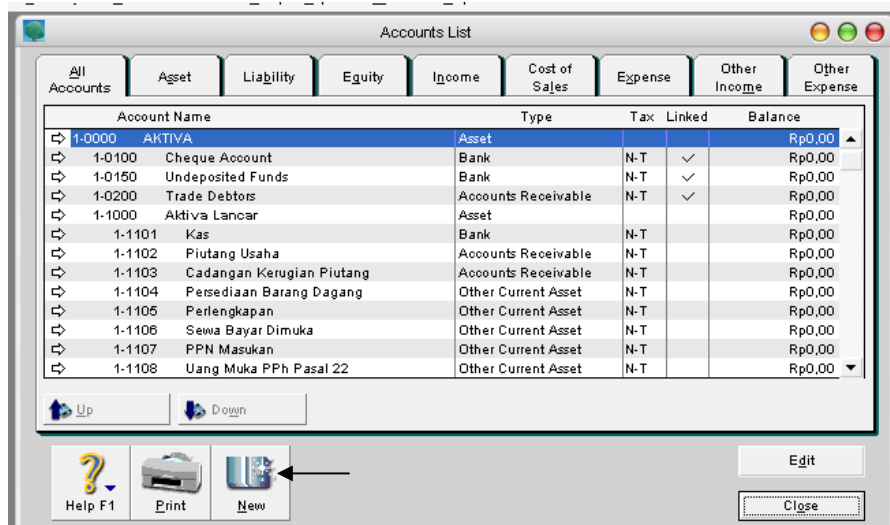 Accounts List
All Accounts Asset Liability Equity Income Cost of Sales Expense Other Income Other Expense
Account Name Type Tax Linked Balance
1-0000 AKTIVA Asset Rp0,00
1-0100 Cheque Account Bank N-T Rp0,00
1-0150 Undeposited Funds Bank N-T Rp0,00
1-0200 Trade Debtors Accounts Receivable N-T Rp0,00
1-1000 Aktiva Lancar Asset Rp0,00
1-1101 Kas Bank N-T Rp0,00
1-1102 Piutang Usaha Accounts Receivable N-T Rp0,00
1-1103 Cadangan Kerugian Piutang Accounts Receivable N-T Rp0,00
1-1104 Persediaan Barang Dagang Other Current Asset N-T Rp0,00
1-1105 Perlengkapan Other Current Asset N-T Rp0,00
1-1106 Sewa Bayar Dimuka Other Current Asset N-T Rp0,00
1-1107 PPN Masukan Other Current Asset N-T Rp0,00
1-1108 Uang Muka PPh Pasal 22 Other Current Asset N-T Rp0,00
Up Down
Edit
Help F1 Print New Close